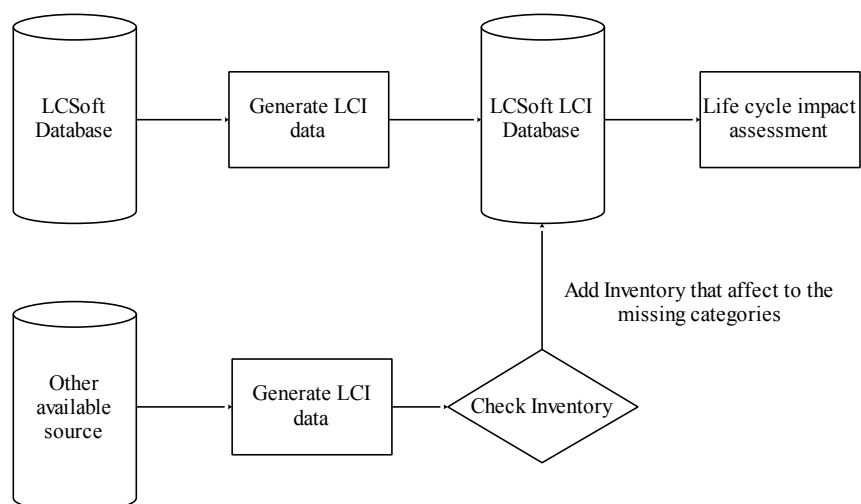 LCSoft
Database
Generate LCI
data
LCSoft LCI
Database
Life cycle impact
assessment
Add Inventory that affect to the
missing categories
Other
available
source
Generate LCI
data
Check Inventory